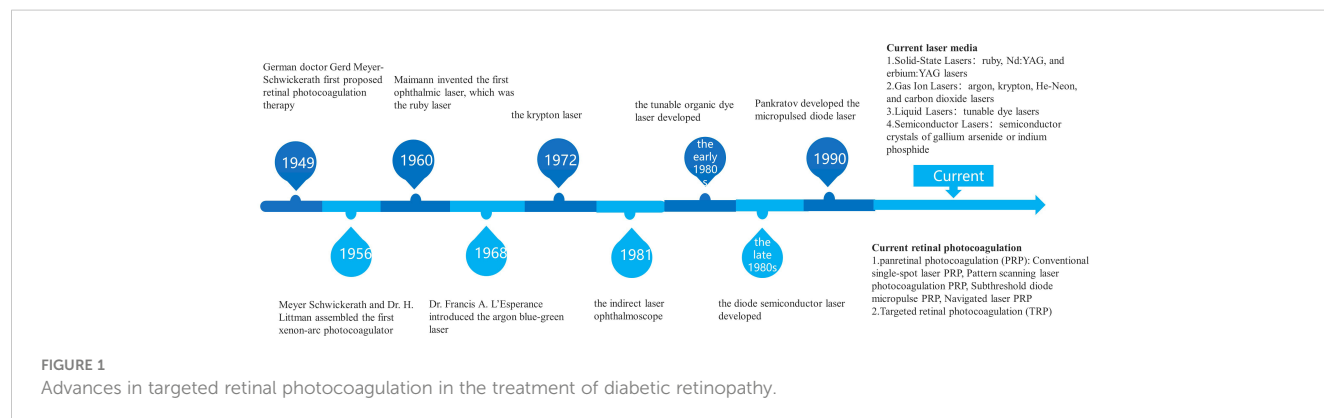 German doctor Gerd Meyer-
Schwickerath first proposed
retinal photocoagulation
therapy
1949
Meyer Schwickerath and Dr. H.
Littman assembled the first
xenon-arc photocoagulator
1956
Maimann invented the first
ophthalmic laser, which was
the ruby laser
1960
Dr. Francis A. L'Esperance
introduced the argon blue-green
laser
1968
the krypton laser
1972
the indirect laser
ophthalmoscope
1981
the tunable organic dye
laser developed
the
early
1980
s
the diode semiconductor laser
developed
the
late
1980s
Pankratov developed the
micropulsed diode laser
1990
Current laser media
1.Solid-State Lasers: ruby, Nd:YAG, and
erbium:YAG lasers
2.Gas Ion Lasers: argon, krypton, He-Neon,
and carbon dioxide lasers
3.Liquid Lasers: tunable dye lasers
4.Semiconductor Lasers: semiconductor
crystals of gallium arsenide or indium
phosphide
Current
Current retinal photocoagulation
1.panretinal photocoagulation (PRP): Conventional
single-spot laser PRP, Pattern scanning laser
photocoagulation PRP, Subthreshold diode
micropulse PRP, Navigated laser PRP
2.Targeted retinal photocoagulation (TRP)
FIGURE 1
Advances in targeted retinal photocoagulation in the treatment of diabetic retinopathy.